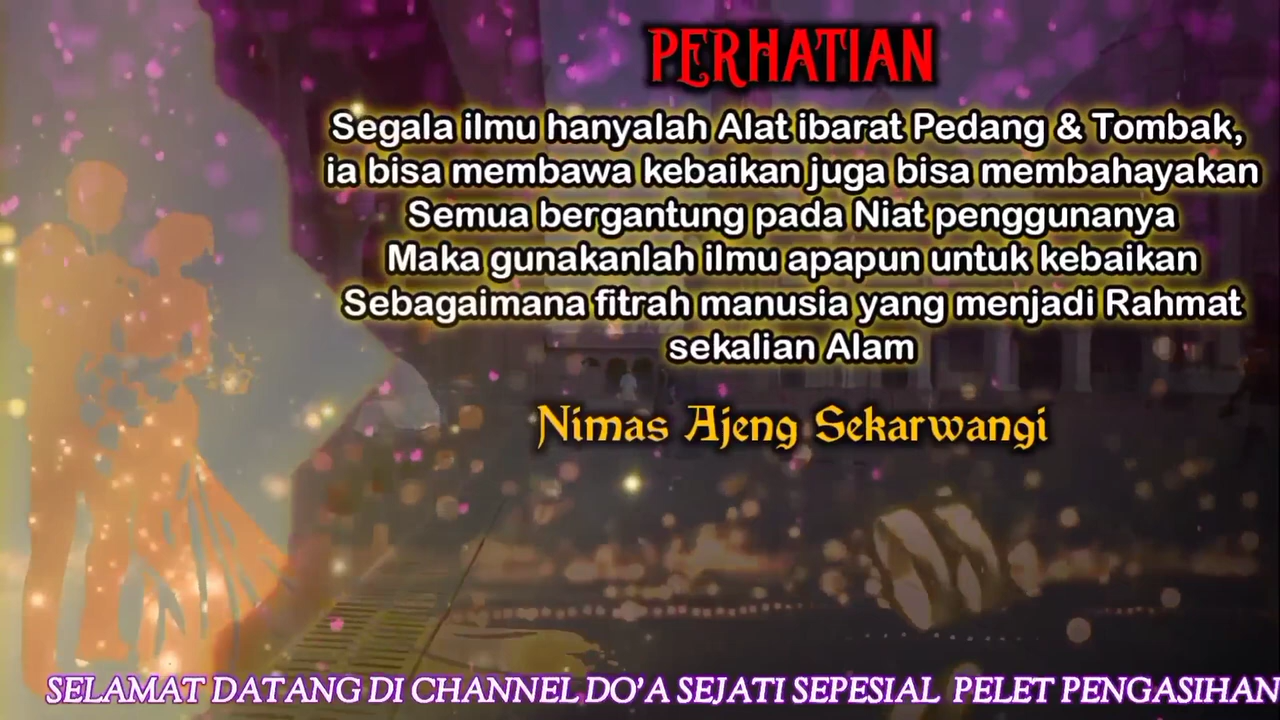 PERHATIAN
Segala ilmu hanyalah Alat ibarat Pedang & Tombak,
ia bisa membawa kebaikan juga bisa membahayakan
Semua bergantung pada Niat penggunanya
Maka gunakanlah ilmu apapun untuk kebaikan
Sebagaimana fitrah manusia yang menjadi Rahmat
sekalian Alam
Nimas Ajeng Sekarwangi
SELAMAT DATANG DI CHANNEL DO'A SEJATI SEPESIAL PELET PENGASIHAN